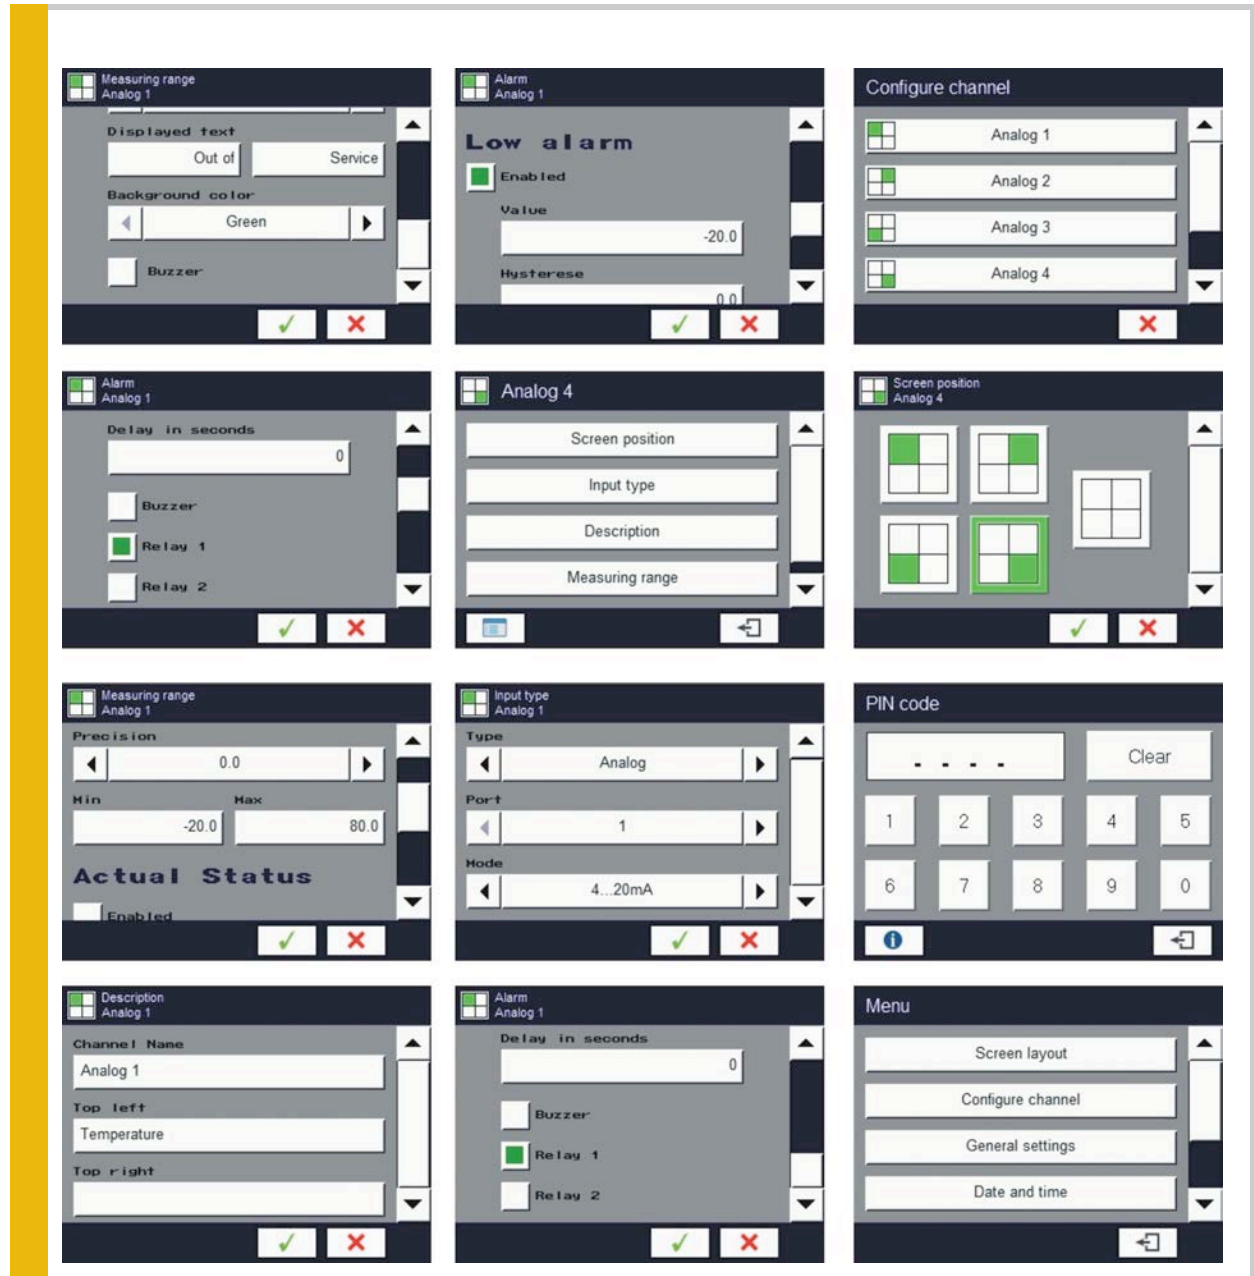 Measuring range
Analog 1
Displayed text
Out of Service
Background color
Green
Buzzer
Alarm
Analog 1
Low alarm
Enabled
Value
-20.0
Hysterese
0.0
Configure channel
Analog 1
Analog 2
Analog 3
Analog 4
Alarm
Analog 1
Delay in seconds
0
Buzzer
Relay 1
Relay 2
Analog 4
Screen position
Input type
Description
Measuring range
Screen position
Analog 4
Measuring range
Analog 1
Precision
0.0
Min Max
-20.0 80.0
Actual Status
Enabled
Input type
Analog 1
Type
Analog
Port
1
Mode
4...20mA
PIN code
- - - - Clear
1 2 3 4 5
6 7 8 9 0
Description
Analog 1
Channel Name
Analog 1
Top left
Temperature
Top right
Alarm
Analog 1
Delay in seconds
0
Buzzer
Relay 1
Relay 2
Menu
Screen layout
Configure channel
General settings
Date and time